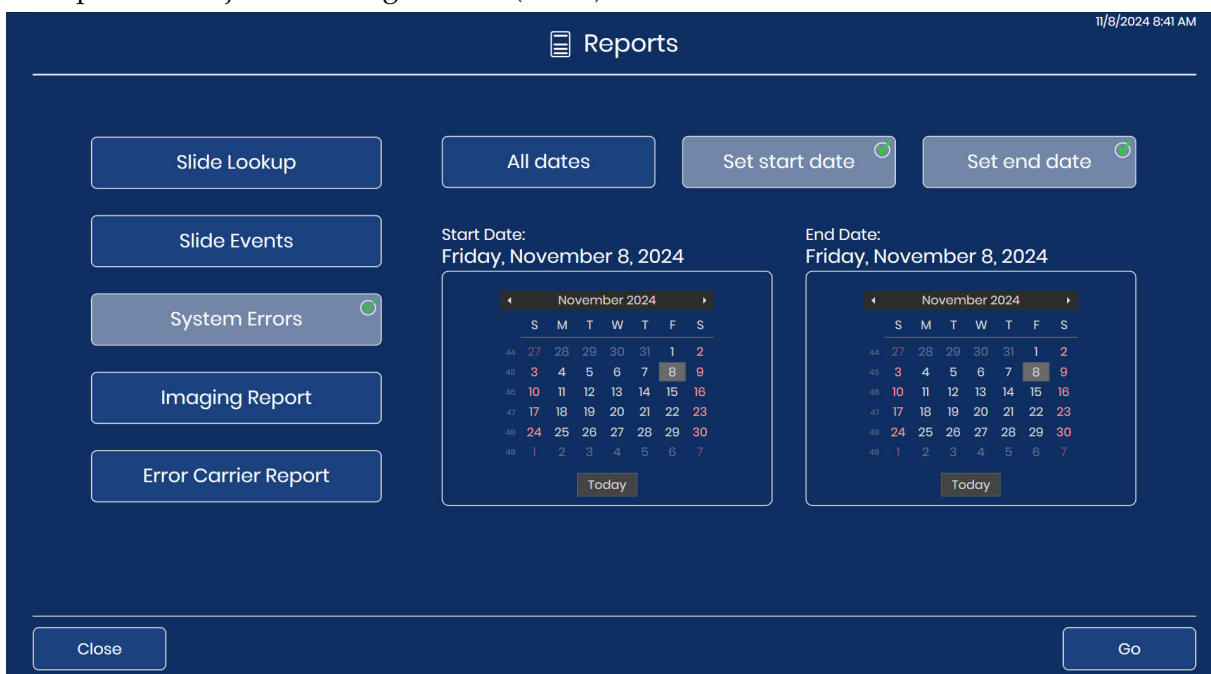 11/8/2024 8:41 AM
Reports
Slide Lookup
All dates
Set start date
Set end date
Slide Events
System Errors
Imaging Report
Error Carrier Report
Start Date:
Friday, November 8, 2024
November 2024
S M T W T F S
44 27 28 29 30 31 1 2
45 3 4 5 6 7 8 9
46 10 11 12 13 14 15 16
47 17 18 19 20 21 22 23
48 24 25 26 27 28 29 30
49 1 2 3 4 5 6 7
Today
End Date:
Friday, November 8, 2024
November 2024
S M T W T F S
44 27 28 29 30 31 1 2
45 3 4 5 6 7 8 9
46 10 11 12 13 14 15 16
47 17 18 19 20 21 22 23
48 24 25 26 27 28 29 30
49 1 2 3 4 5 6 7
Today
Close
Go